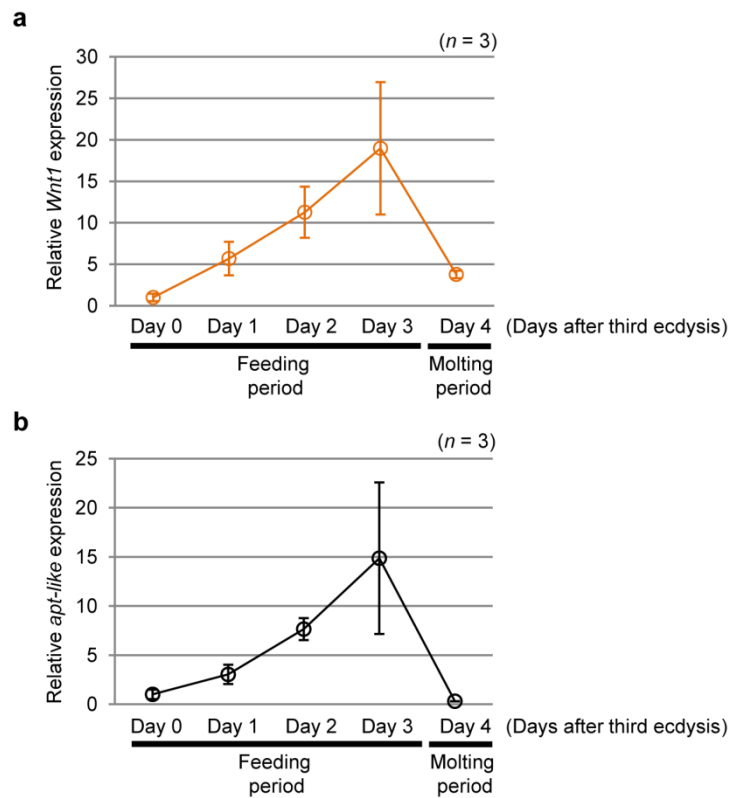 a
(n = 3)
Relative Wnt1 expression
30
25
20
15
10
5
0
Day 0 Day 1 Day 2 Day 3 Day 4 (Days after third ecdysis)
Feeding period
Molting period
b
(n = 3)
Relative apt-like expression
25
20
15
10
5
0
Day 0 Day 1 Day 2 Day 3 Day 4 (Days after third ecdysis)
Feeding period
Molting period